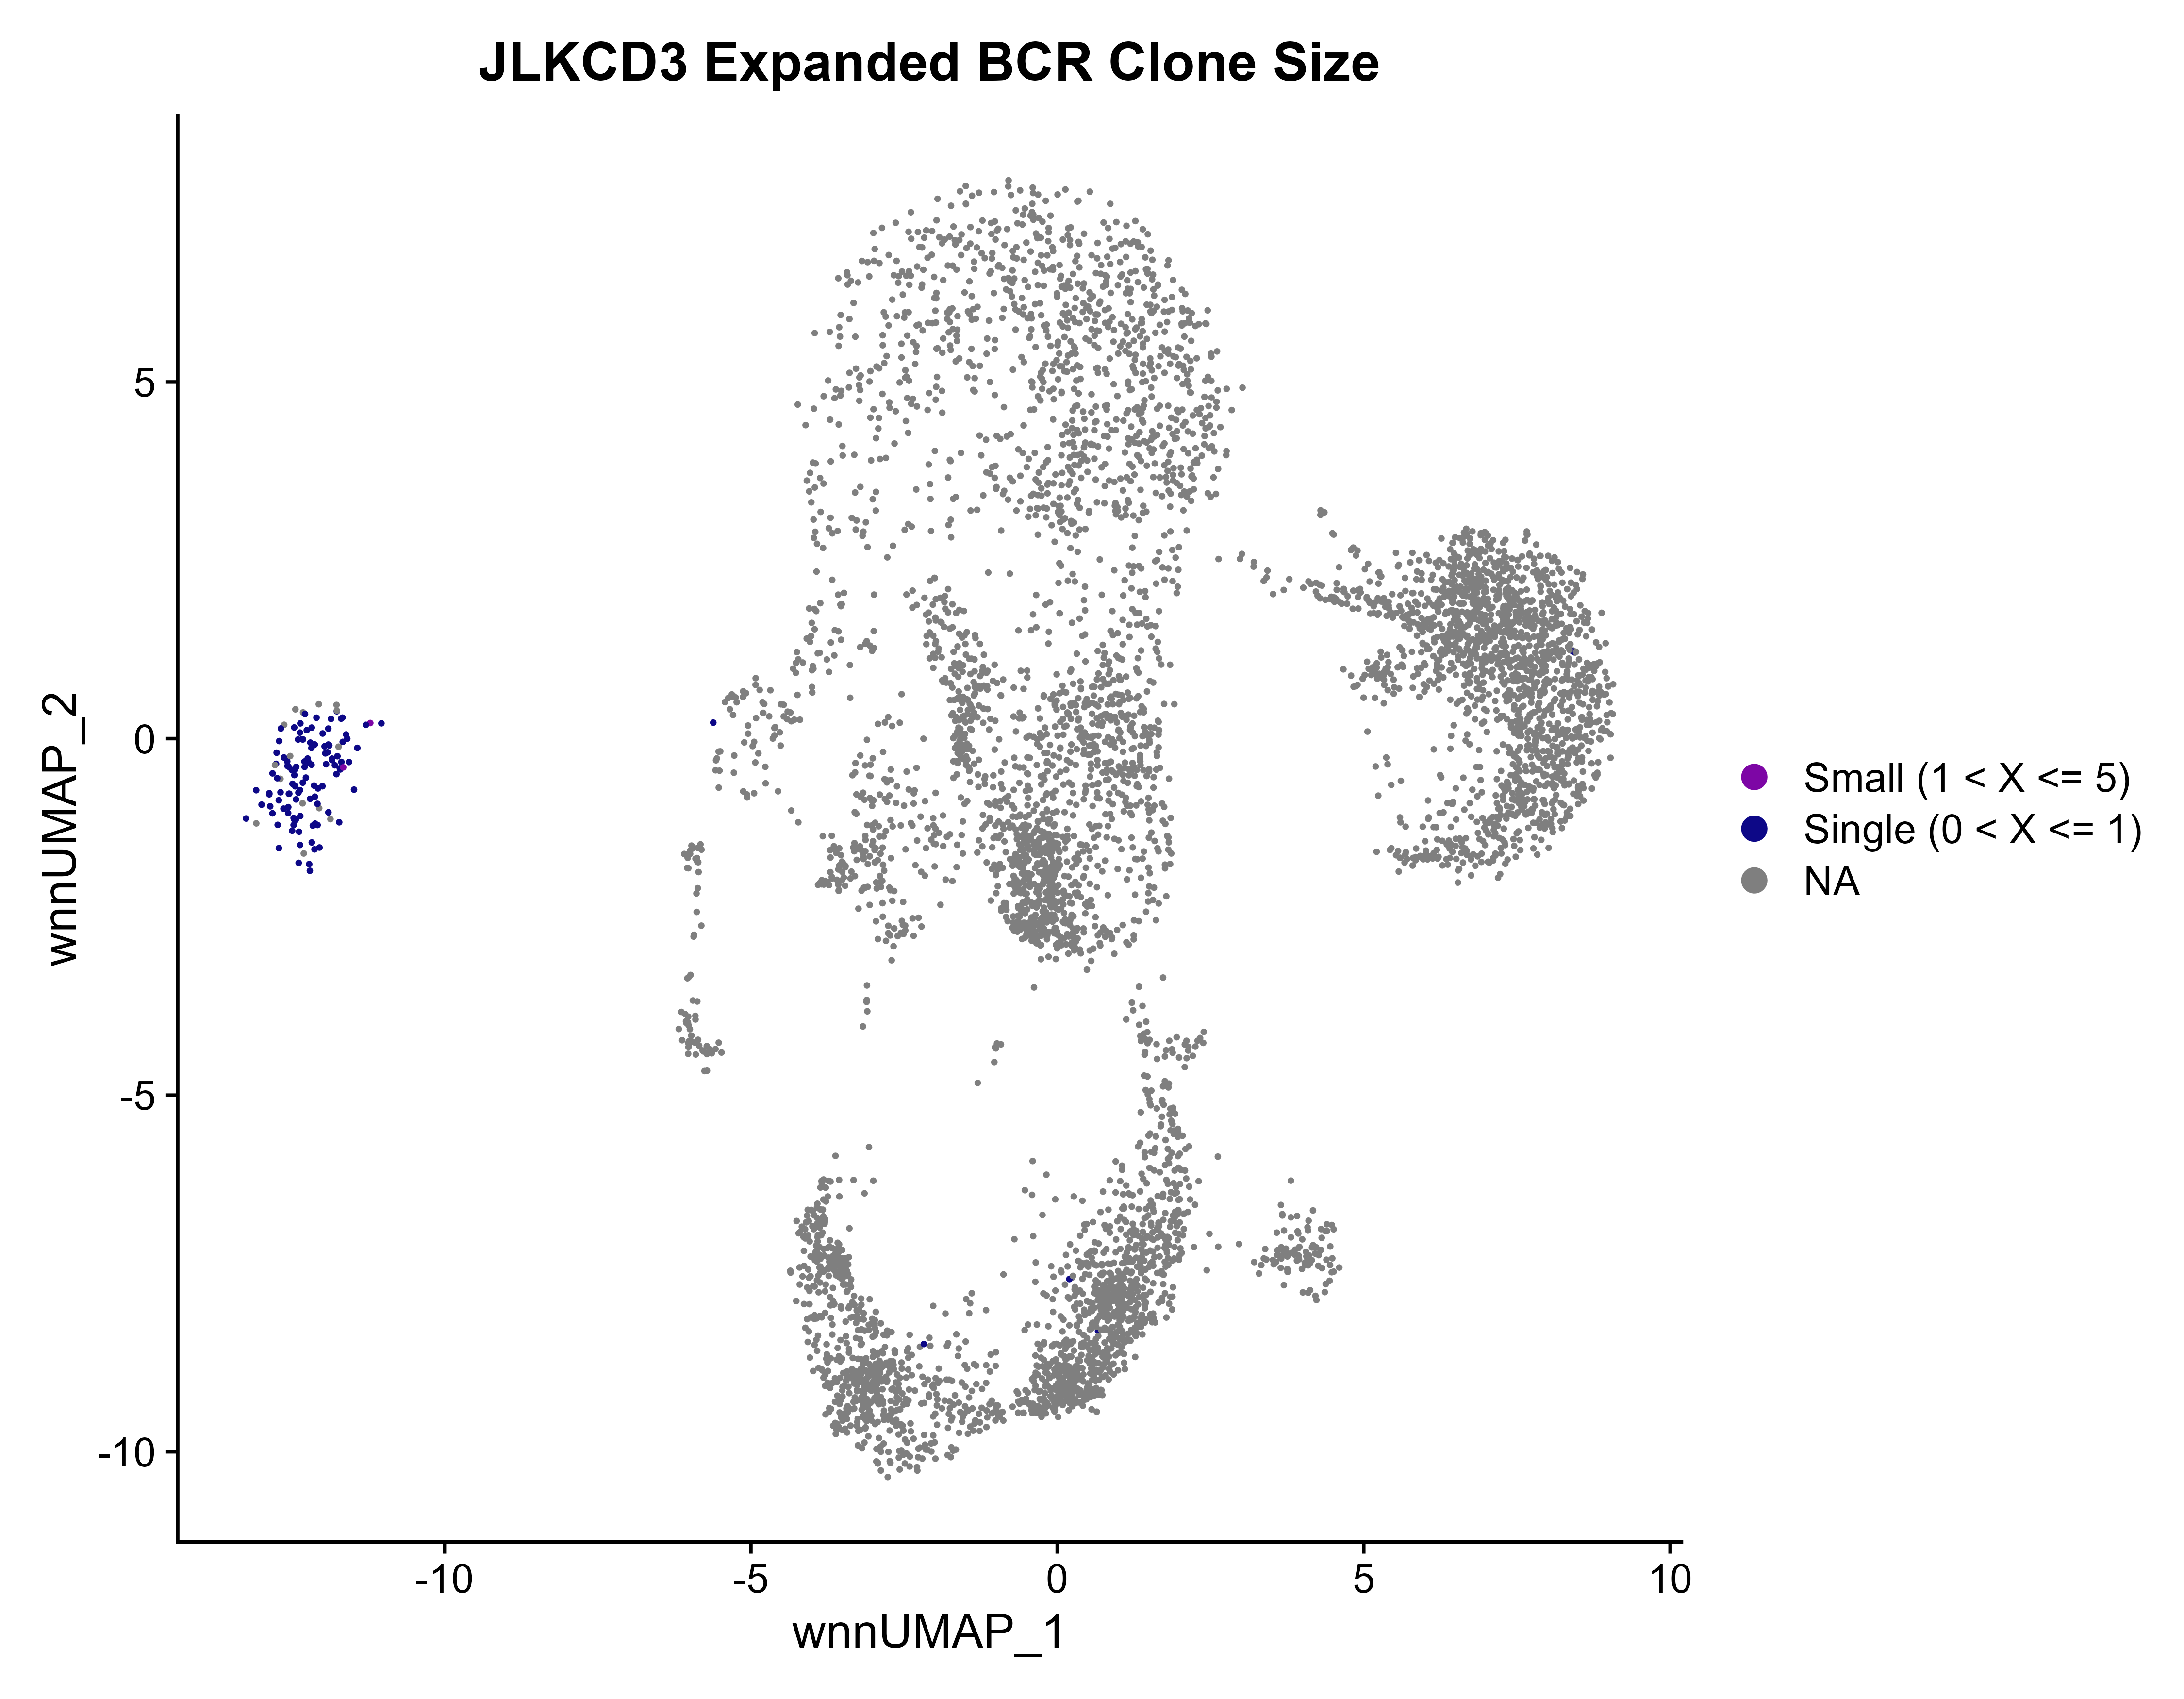 JLKCD3 Expanded BCR Clone Size
wnnUMAP_2
5
0
-5
-10
-10
-5
0
5
10
wnnUMAP_1
Small (1 < X <= 5)
Single (0 < X <= 1)
NA